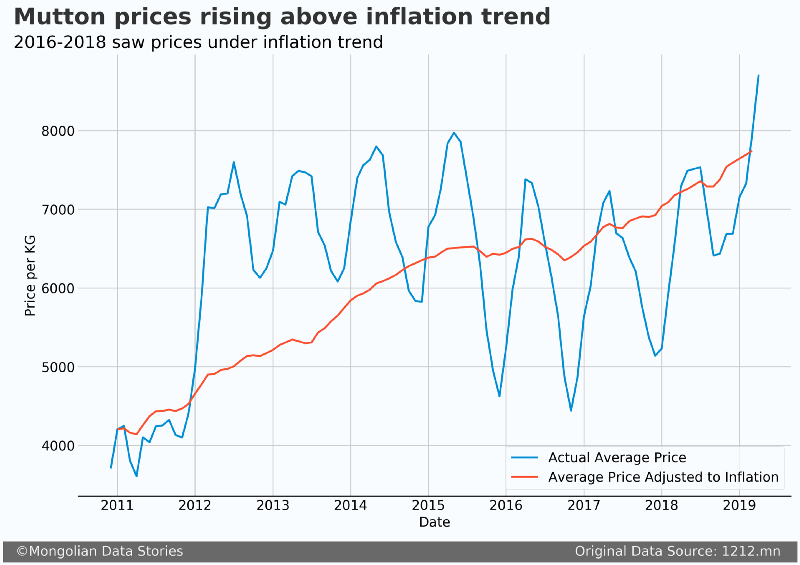 Mutton prices rising above inflation trend
2016-2018 saw prices under inflation trend
Price per KG
8000
7000
6000
5000
4000
Actual Average Price
Average Price Adjusted to Inflation
2011 2012 2013 2014 2015 2016 2017 2018 2019
Date
©Mongolian Data Stories
Original Data Source: 1212.mn